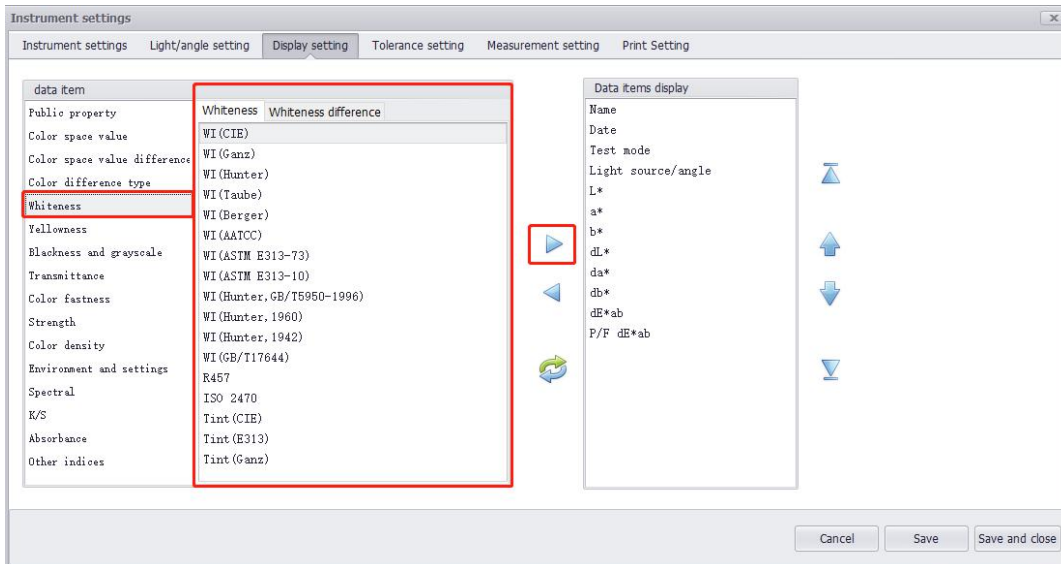 Instrument settings
Instrument settings Light/angle setting Display setting Tolerance setting Measurement setting Print Setting
data item
Public property
Color space value
Color space value difference
Color difference type
Whiteness
Yellowness
Blackness and grayscale
Transmittance
Color fastness
Strength
Color density
Environment and settings
Spectral
K/S
Absorbance
Other indices
Whiteness Whiteness difference
WI(CIE)
WI(Ganz)
WI(Hunter)
WI(Taube)
WI(Berger)
WI(AATCC)
WI(ASTM E313-73)
WI(ASTM E313-10)
WI(Hunter,GB/T5950-1996)
WI(Hunter,1960)
WI(Hunter,1942)
WI(GB/T17644)
R457
ISO 2470
Tint(CIE)
Tint(E313)
Tint(Ganz)
Data items display
Name
Date
Test mode
Light source/angle
L*
a*
b*
dL*
da*
db*
dE*ab
P/F dE*ab
Cancel Save Save and close